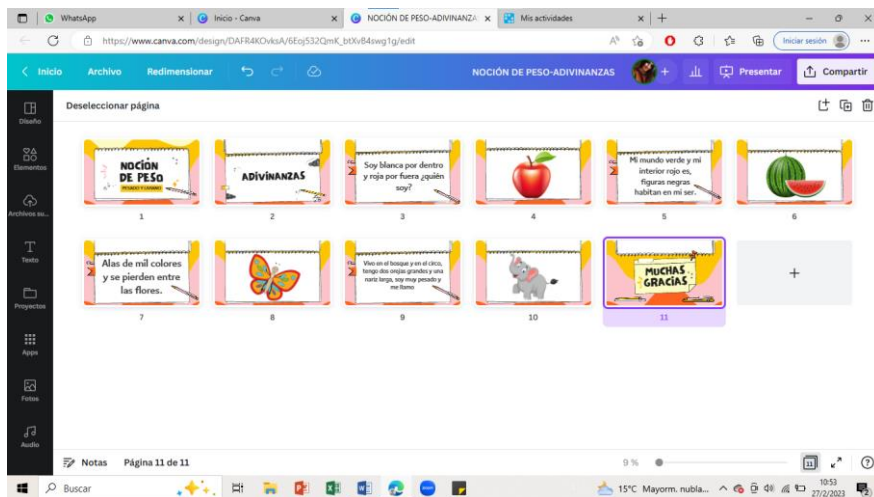 WhatsApp
Inicio - Canva
NOCIÓN DE PESO-ADIVINANZA
Mis actividades
https://www.canva.com/design/DAFR4KOvksA/6Eoj532QmK_btXvB4swg1g/edit
Iniciar sesión
Inicio
Archivo
Redimensionar
NOCIÓN DE PESO-ADIVINANZAS
Presentar
Compartir
Deseleccionar página
Diseño
Elementos
Archivos su...
Texto
Proyectos
Apps
Fotos
Audio
NOCIÓN
DE PESO
1
ADIVINANZAS
2
Soy blanca por dentro
y roja por fuera ¿quién
soy?
3
4
Mi mundo verde y mi
interior rojo es,
figuras negras
habitan en mi ser.
5
6
Alas de mil colores
y se pierden entre
las flores.
7
8
Vivo en el bosque y en el circo,
tengo dos orejas grandes y una
nariz larga, soy muy pesado y
me llamo
9
10
MUCHAS
GRACIAS
11
Notas
Página 11 de 11
9 %
11
Buscar
15°C Mayorm. nubla...
10:53
27/2/2023